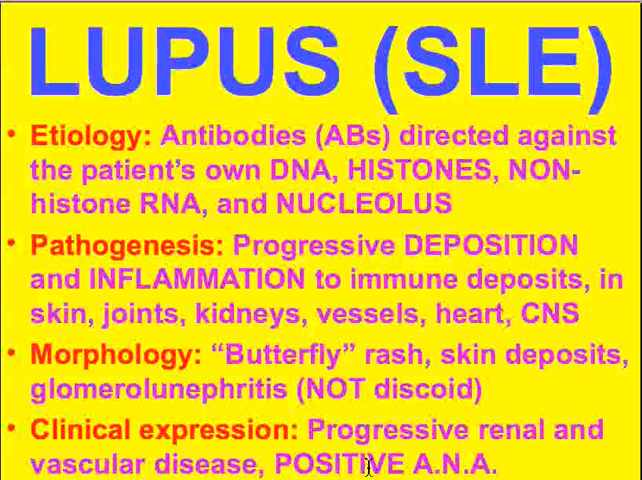 LUPUS (SLE)
• Etiology: Antibodies (ABs) directed against
the patient’s own DNA, HISTONES, NON-
histone RNA, and NUCLEOLUS
• Pathogenesis: Progressive DEPOSITION
and INFLAMMATION to immune deposits, in
skin, joints, kidneys, vessels, heart, CNS
• Morphology: “Butterfly” rash, skin deposits,
glomerolunephritis (NOT discoid)
• Clinical expression: Progressive renal and
vascular disease, POSITIVE A.N.A.